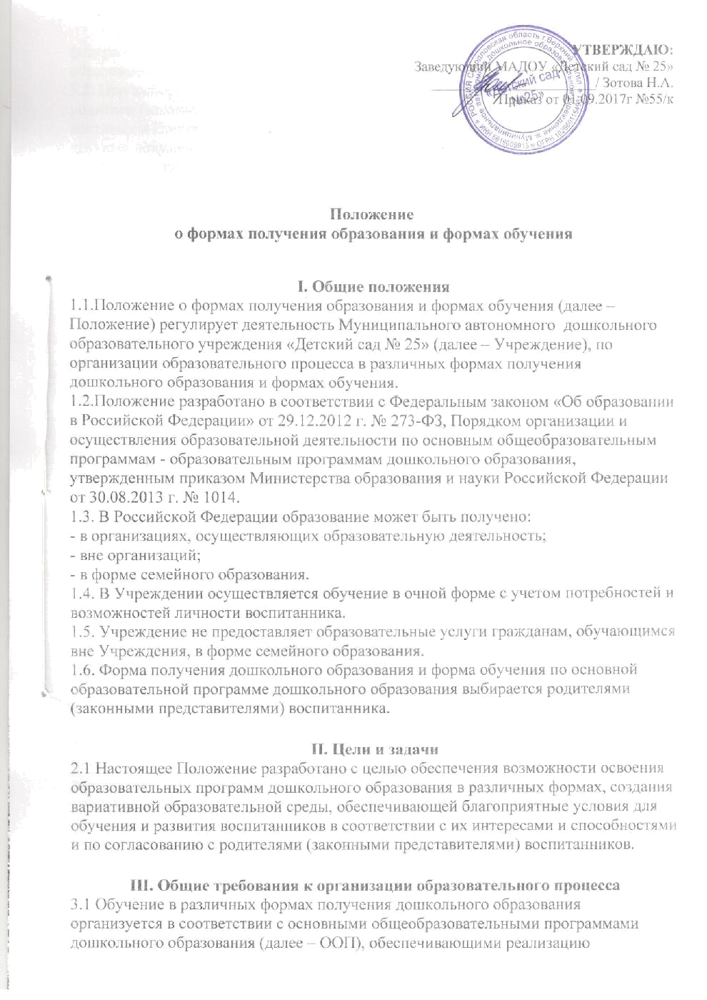 УТВЕРЖДАЮ:
Заведующий МАДОУ «Детский сад № 25»
/ Зотова Н.А.
Приказ от 01.09.2017г №55/к
«Детский сад
№25»
Положение
о формах получения образования и формах обучения
I. Общие положения
1.1.Положение о формах получения образования и формах обучения (далее –
Положение) регулирует деятельность Муниципального автономного дошкольного
образовательного учреждения «Детский сад № 25» (далее – Учреждение), по
организации образовательного процесса в различных формах получения
дошкольного образования и формах обучения.
1.2.Положение разработано в соответствии с Федеральным законом «Об образовании
в Российской Федерации» от 29.12.2012 г. № 273-ФЗ, Порядком организации и
осуществления образовательной деятельности по основным общеобразовательным
программам - образовательным программам дошкольного образования,
утвержденным приказом Министерства образования и науки Российской Федерации
от 30.08.2013 г. № 1014.
1.3. В Российской Федерации образование может быть получено:
- в организациях, осуществляющих образовательную деятельность;
- вне организаций;
- в форме семейного образования.
1.4. В Учреждении осуществляется обучение в очной форме с учетом потребностей и
возможностей личности воспитанника.
1.5. Учреждение не предоставляет образовательные услуги гражданам, обучающимся
вне Учреждения, в форме семейного образования.
1.6. Форма получения дошкольного образования и форма обучения по основной
образовательной программе дошкольного образования выбирается родителями
(законными представителями) воспитанника.
II. Цели и задачи
2.1 Настоящее Положение разработано с целью обеспечения возможности освоения
образовательных программ дошкольного образования в различных формах, создания
вариативной образовательной среды, обеспечивающей благоприятные условия для
обучения и развития воспитанников в соответствии с их интересами и способностями
и по согласованию с родителями (законными представителями) воспитанников.
III. Общие требования к организации образовательного процесса
3.1 Обучение в различных формах получения дошкольного образования
организуется в соответствии с основными общеобразовательными программами
дошкольного образования (далее – ООП), обеспечивающими реализацию